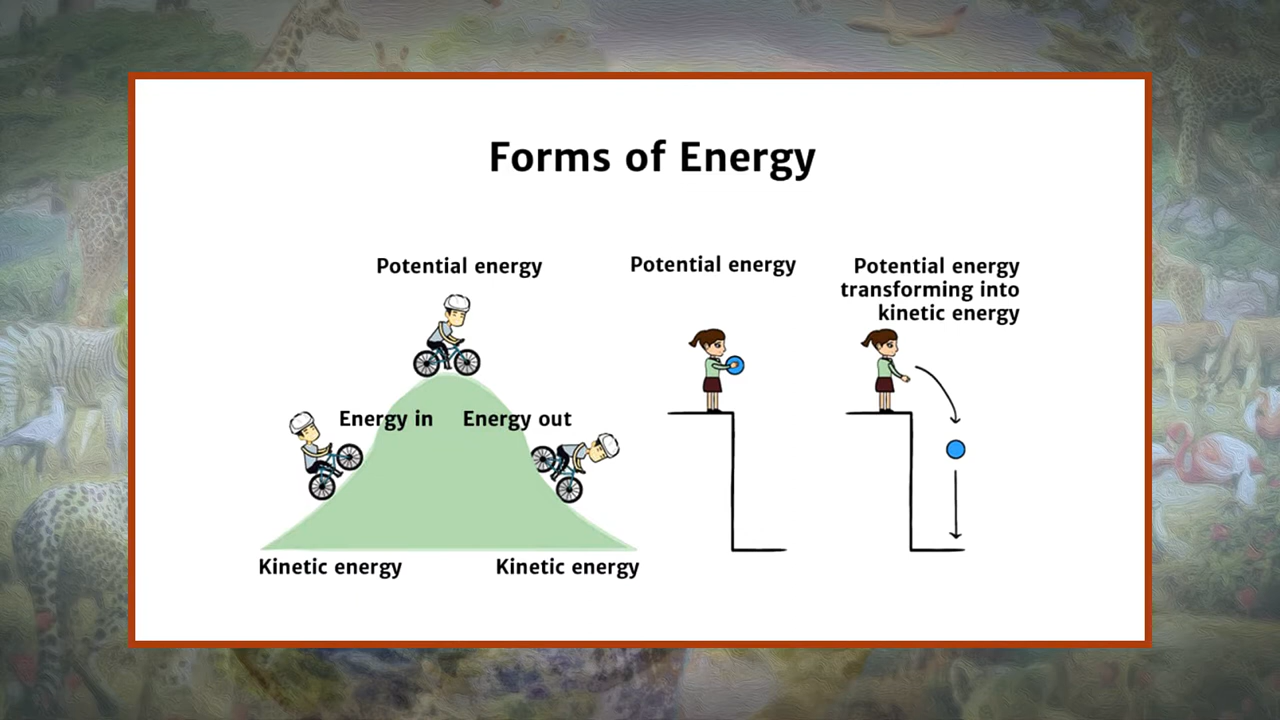 Forms of Energy
Potential energy
Energy in
Energy out
Kinetic energy
Kinetic energy
Potential energy
Potential energy
transforming into
kinetic energy